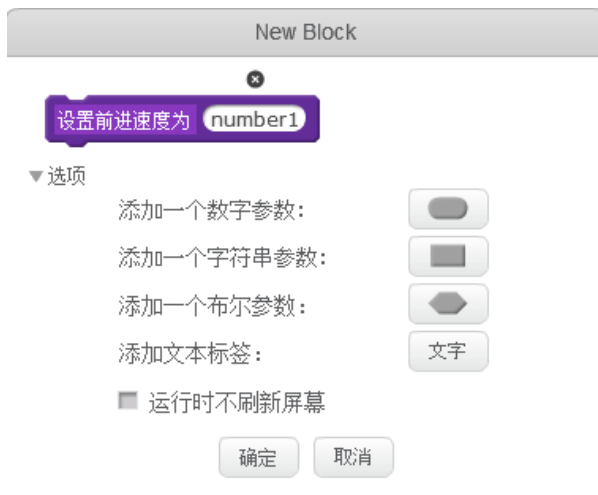 New Block
设置前进速度为 number1
选项
添加一个数字参数:
添加一个字符串参数:
添加一个布尔参数:
添加文本标签: 文字
运行时不刷新屏幕
确定 取消